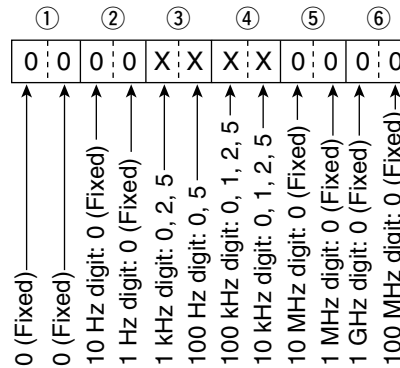 ① ② ③ ④ ⑤ ⑥
0 0 0 0 X X X X 0 0 0 0
0 (Fixed)
0 (Fixed)
10 Hz digit: 0 (Fixed)
1 Hz digit: 0 (Fixed)
1 kHz digit: 0, 2, 5
100 Hz digit: 0, 5
100 kHz digit: 0, 1, 2, 5
10 kHz digit: 0, 1, 2, 5
10 MHz digit: 0 (Fixed)
1 MHz digit: 0 (Fixed)
1 GHz digit: 0 (Fixed)
100 MHz digit: 0 (Fixed)